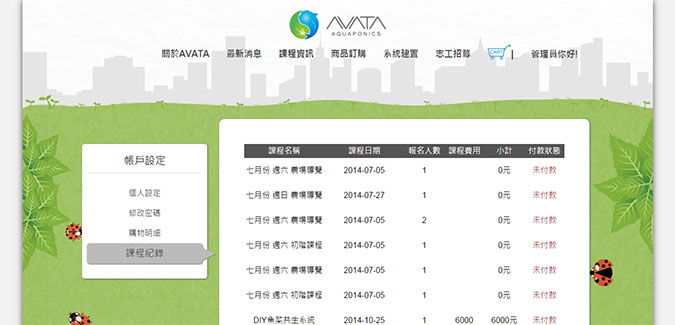 AVATA
AQUAPONICS
關於AVATA 最新消息 課程資訊 商品訂購 系統建置 志工招募 CART | 管理員你好!
帳戶設定
個人設定
修改密碼
購物明細
課程紀錄
課程名稱 課程日期 報名人數 課程費用 小計 付款狀態
七月份 週六 農場導覽 2014-07-05 1 0元 未付款
七月份 週日 農場導覽 2014-07-27 1 0元 未付款
七月份 週六 農場導覽 2014-07-05 2 0元 未付款
七月份 週六 初階課程 2014-07-05 1 0元 未付款
七月份 週六 農場導覽 2014-07-05 1 0元 未付款
七月份 週六 初階課程 2014-07-05 1 0元 未付款
DIY魚菜共生系統 2014-10-25 1 6000 6000元 未付款